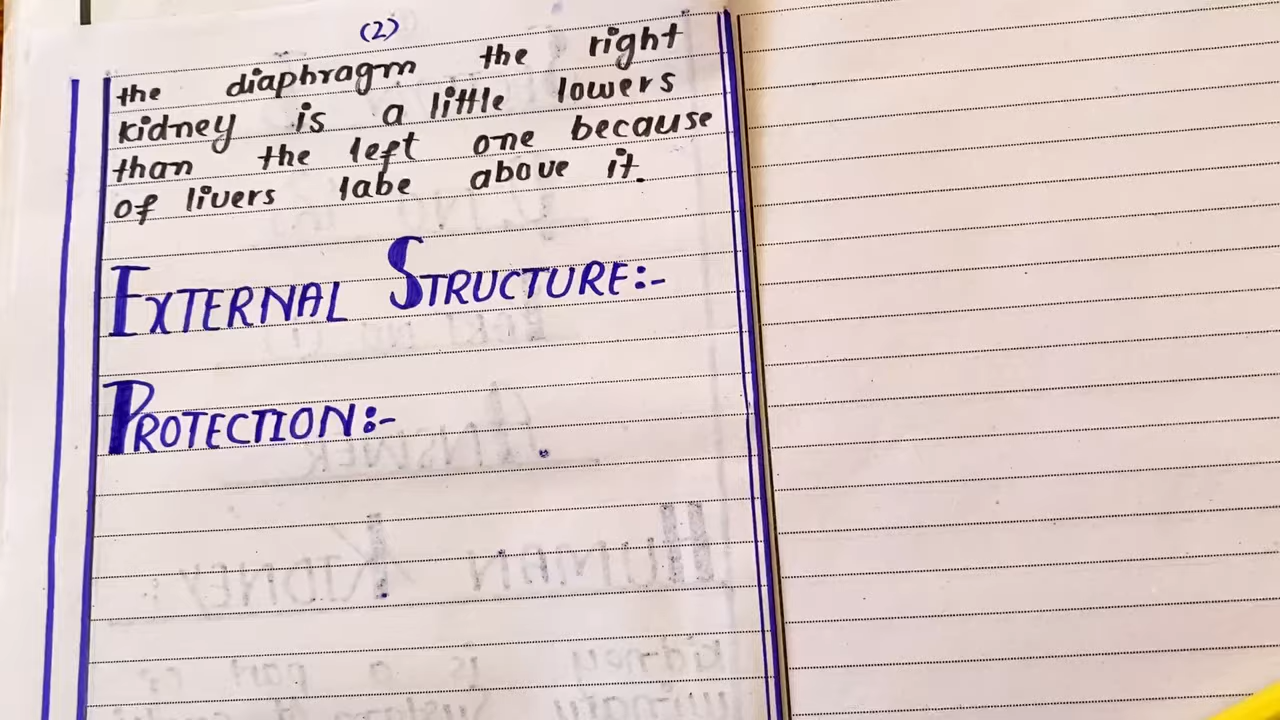 (2)
the diaphragm the right
kidney is a little lowers
than the left one because
of livers labe above it.
EXTERNAL STRUCTURE:-
PROTECTION:-